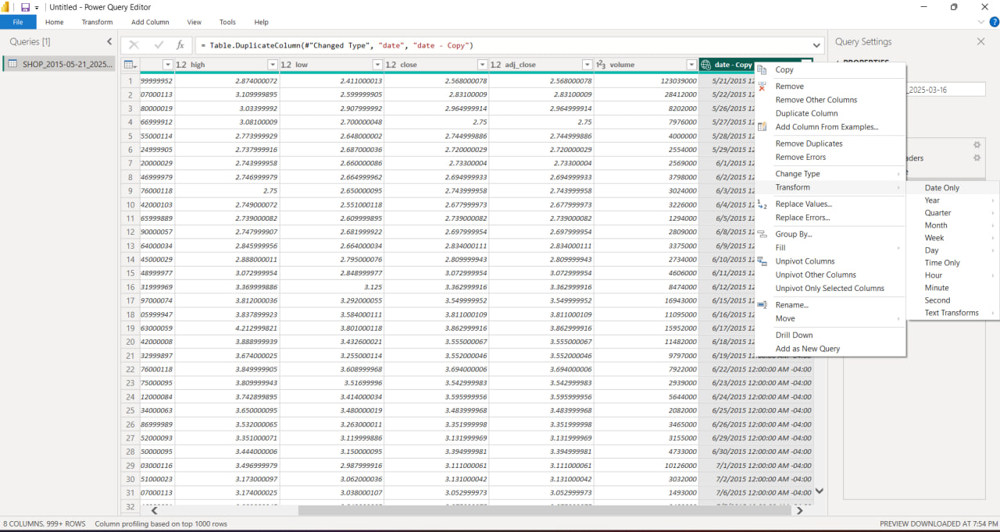 Untitled - Power Query Editor
File Home Transform Add Column View Tools Help
Queries [1]
SHOP_2015-05-21_2025...
fx = Table.DuplicateColumn(#"Changed Type", "date", "date - Copy")
Query Settings
1.2 high 1.2 low 1.2 close 1.2 adj_close 1²3 volume date - Copy
1 99999952 2.874000072 2.411000013 2.568000078 2.568000078 123039000 5/21/2015 12
2 07000113 3.109999895 2.599999905 2.83100009 2.83100009 28412000 5/22/2015 12
3 80000019 3.03399992 2.907999992 2.964999914 2.964999914 8202000 5/26/2015 12
4 66999912 3.08100009 2.700000048 2.75 2.75 7976000 5/27/2015 12
5 55000114 2.773999929 2.648000002 2.744999886 2.744999886 4000000 5/28/2015 12
6 24999905 2.737999916 2.687000036 2.720000029 2.720000029 2554000 5/29/2015 12
7 20000029 2.743999958 2.660000086 2.73300004 2.73300004 2569000 6/1/2015 12
8 46999979 2.746999979 2.664999962 2.694999933 2.694999933 3798000 6/2/2015 12
9 76000118 2.75 2.650000095 2.743999958 2.743999958 3024000 6/3/2015 12
10 42000103 2.749000072 2.551000118 2.677999973 2.677999973 3226000 6/4/2015 12
11 65999889 2.739000082 2.609999895 2.739000082 2.739000082 1294000 6/5/2015 12
12 90000057 2.747999907 2.681999922 2.697999954 2.697999954 2809000 6/8/2015 12
13 64000034 2.845999956 2.664000034 2.834000111 2.834000111 3375000 6/9/2015 12
14 45000029 2.888000011 2.795000076 2.809999943 2.809999943 2734000 6/10/2015 12
15 48999977 3.072999954 2.848999977 3.072999954 3.072999954 4606000 6/11/2015 12
16 31999969 3.369999886 3.125 3.362999916 3.362999916 8474000 6/12/2015 12
17 97000074 3.812000036 3.292000055 3.549999952 3.549999952 16943000 6/15/2015 12
18 05999947 3.837899923 3.584000111 3.811000109 3.811000109 11095000 6/16/2015 12
19 63000059 4.212999821 3.801000118 3.862999916 3.862999916 15952000 6/17/2015 12
20 42000008 3.888999939 3.432600021 3.555000067 3.555000067 11482000 6/18/2015 12
21 32999897 3.674000025 3.255000114 3.552000046 3.552000046 9797000 6/19/2015 12:00:00 AM -04:00
22 76000118 3.849999905 3.608999968 3.694000006 3.694000006 7922000 6/22/2015 12:00:00 AM -04:00
23 75000095 3.809999943 3.51699996 3.542999983 3.542999983 2939000 6/23/2015 12:00:00 AM -04:00
24 12000084 3.742899895 3.414000034 3.595999956 3.595999956 5644000 6/24/2015 12:00:00 AM -04:00
25 34000063 3.650000095 3.480000019 3.483999968 3.483999968 2082000 6/25/2015 12:00:00 AM -04:00
26 86999989 3.532000065 3.263000011 3.351999998 3.351999998 3465000 6/26/2015 12:00:00 AM -04:00
27 52000093 3.351000071 3.119999886 3.131999969 3.131999969 3155000 6/29/2015 12:00:00 AM -04:00
28 50000095 3.444000006 3.150000095 3.394999981 3.394999981 4733000 6/30/2015 12:00:00 AM -04:00
29 03000116 3.496999979 2.987999916 3.111000061 3.111000061 10126000 7/1/2015 12:00:00 AM -04:00
30 51000023 3.173000097 3.062000036 3.131000042 3.131000042 3032000 7/2/2015 12:00:00 AM -04:00
31 07000113 3.174000025 3.038000107 3.052999973 3.052999973 1493000 7/6/2015 12:00:00 AM -04:00
32
Copy
Remove
Remove Other Columns
Duplicate Column
Add Column From Examples...
Remove Duplicates
Remove Errors
Change Type
Transform
Replace Values...
Replace Errors...
Group By...
Fill
Unpivot Columns
Unpivot Other Columns
Unpivot Only Selected Columns
Rename...
Move
Drill Down
Add as New Query
Date Only
Year
Quarter
Month
Week
Day
Time Only
Hour
Minute
Second
Text Transforms
PROPERTIES
_2025-03-16
aders
8 COLUMNS, 999+ ROWS Column profiling based on top 1000 rows
PREVIEW DOWNLOADED AT 7:54 PM